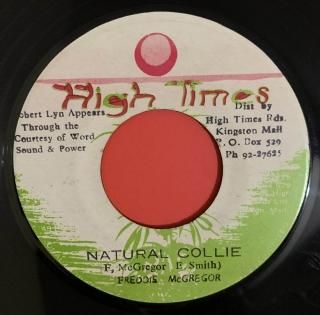 High Times
obert Lyn Appears
Through the
Courtesy of Word
Sound & Power
Dist by
High Times Rds.
Kingston Mall
P.O. Box 529
Ph 92-27625
NATURAL COLLIE
F. McGregor E. Smith)
FREDDIE McGREGOR